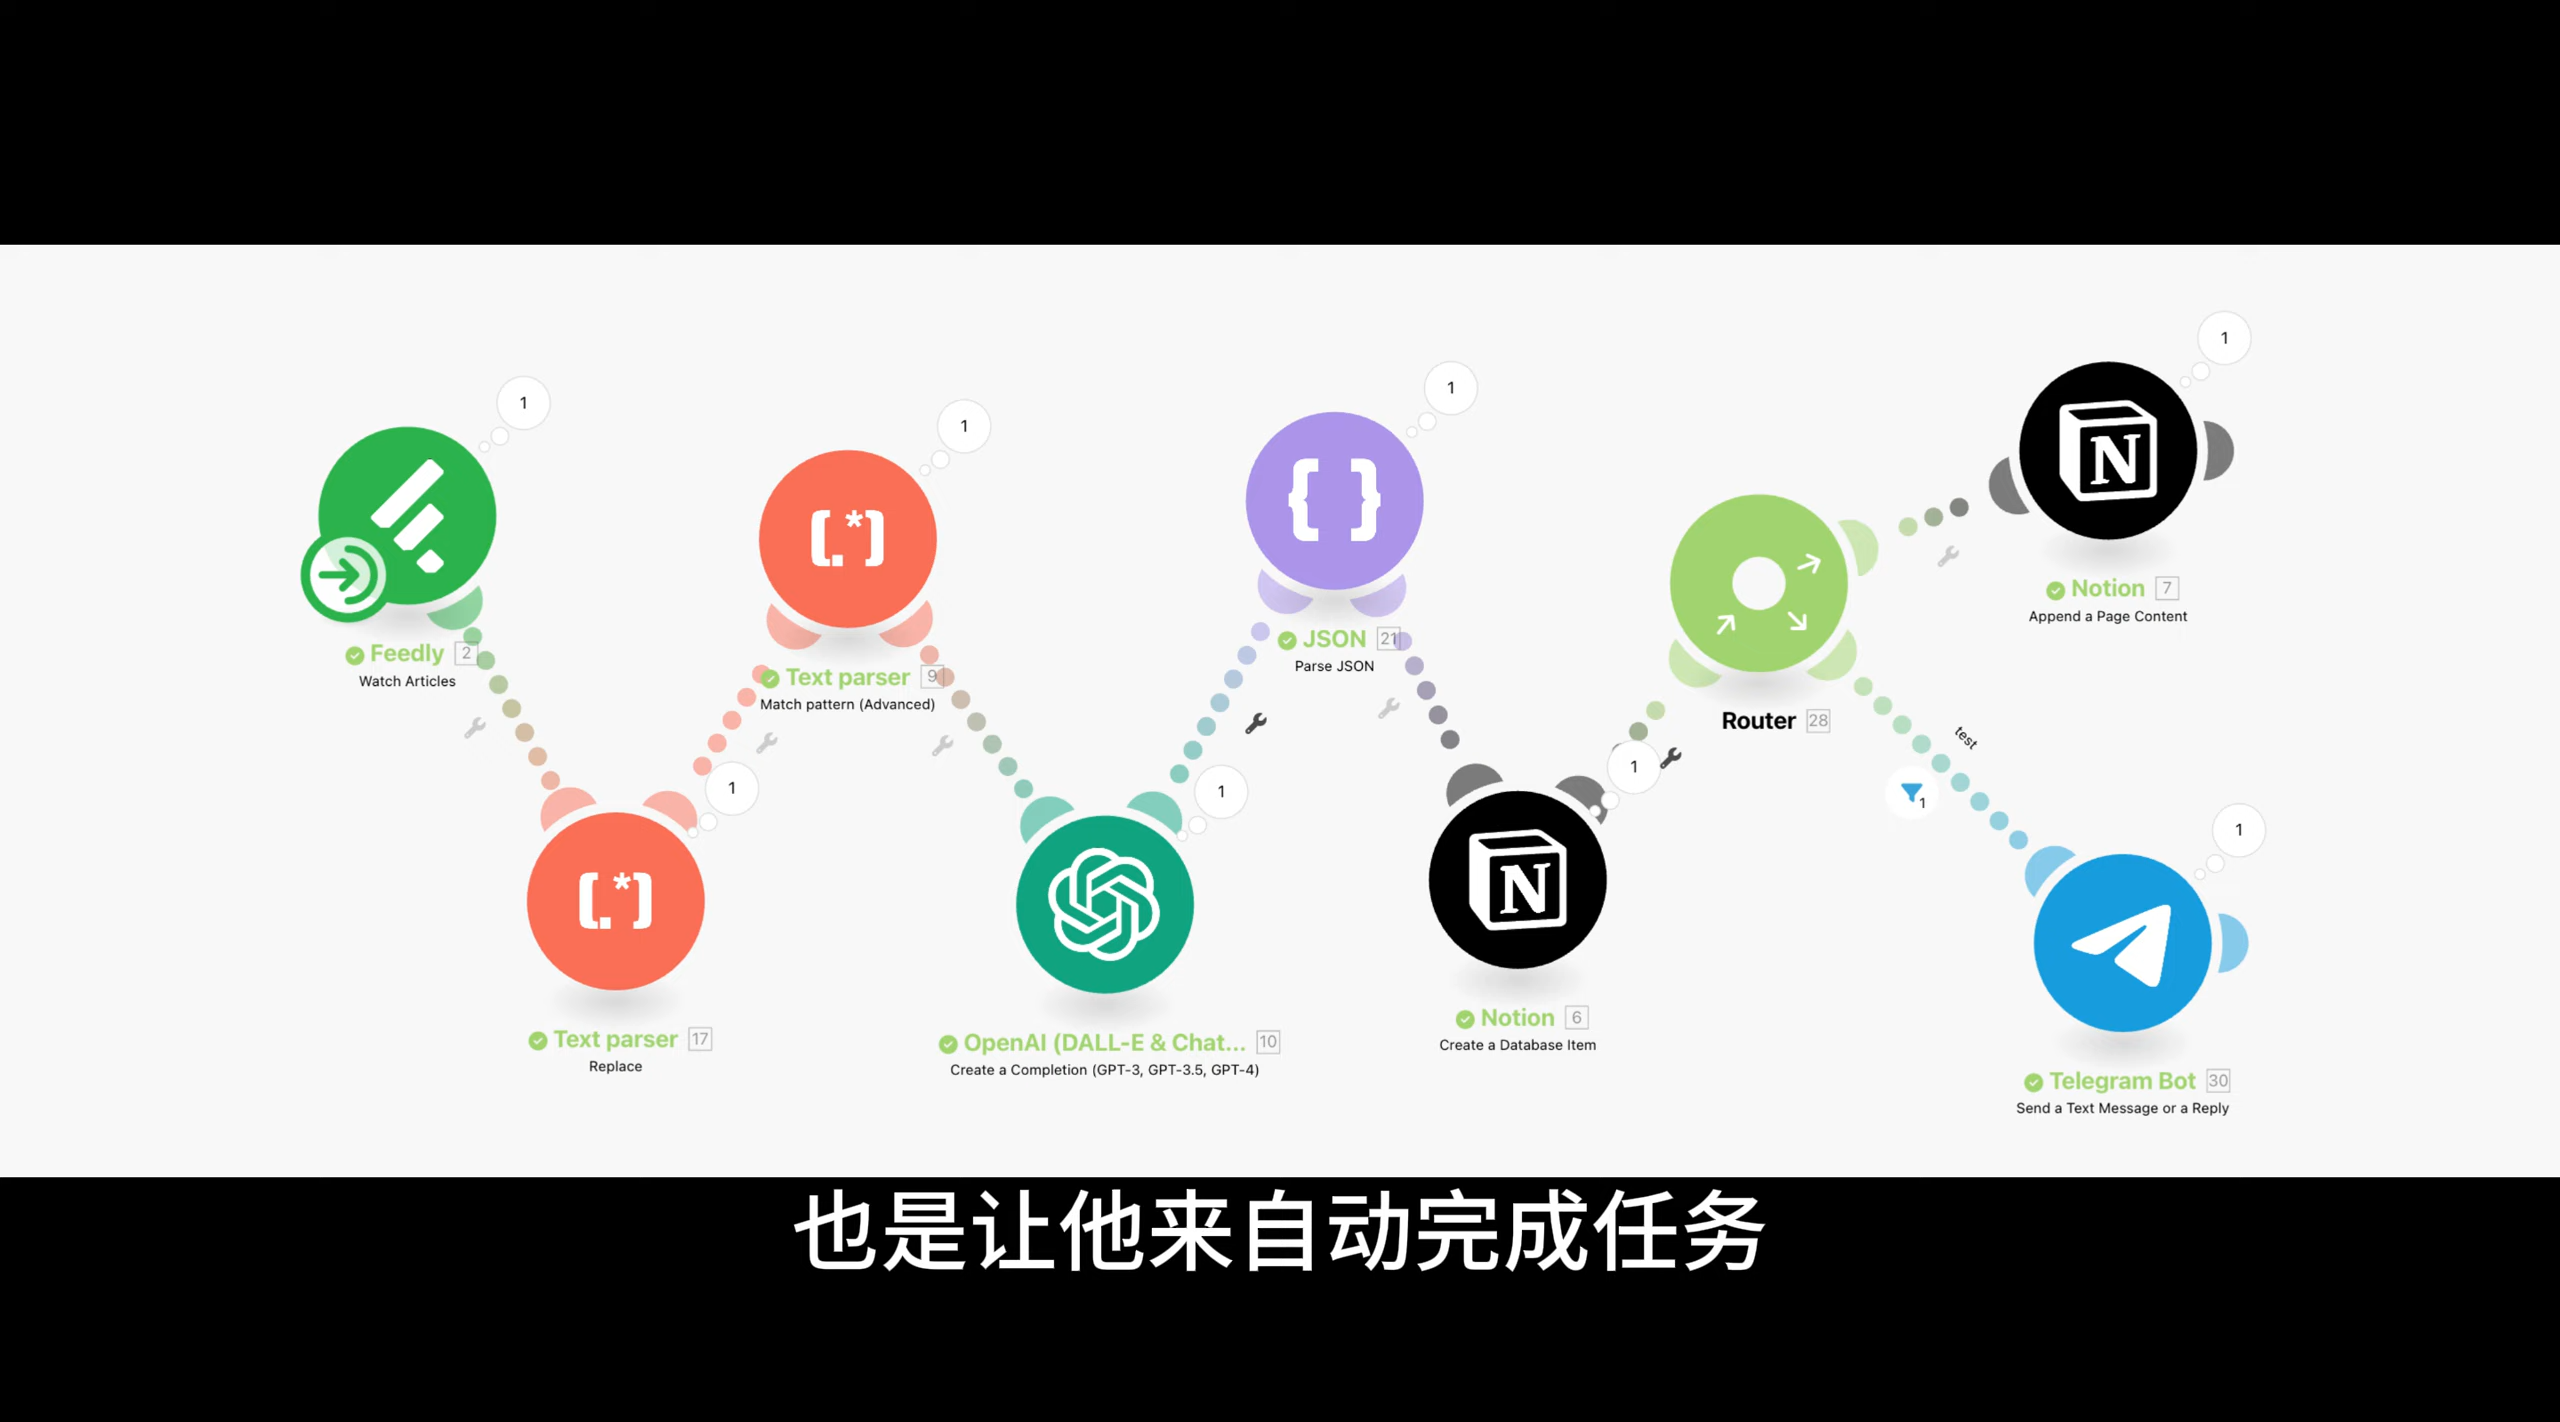 1
Feedly 2
Watch Articles
1
Text parser 17
Replace
1
[.*]
Text parser 9
Match pattern (Advanced)
[.*]
1
OpenAI (DALL-E & Chat... 10
Create a Completion (GPT-3, GPT-3.5, GPT-4)
1
{ }
JSON 21
Parse JSON
1
N
Notion 6
Create a Database Item
Router 28
1
N
Notion 7
Append a Page Content
test
1
1
Telegram Bot 30
Send a Text Message or a Reply
也是让他来自动完成任务